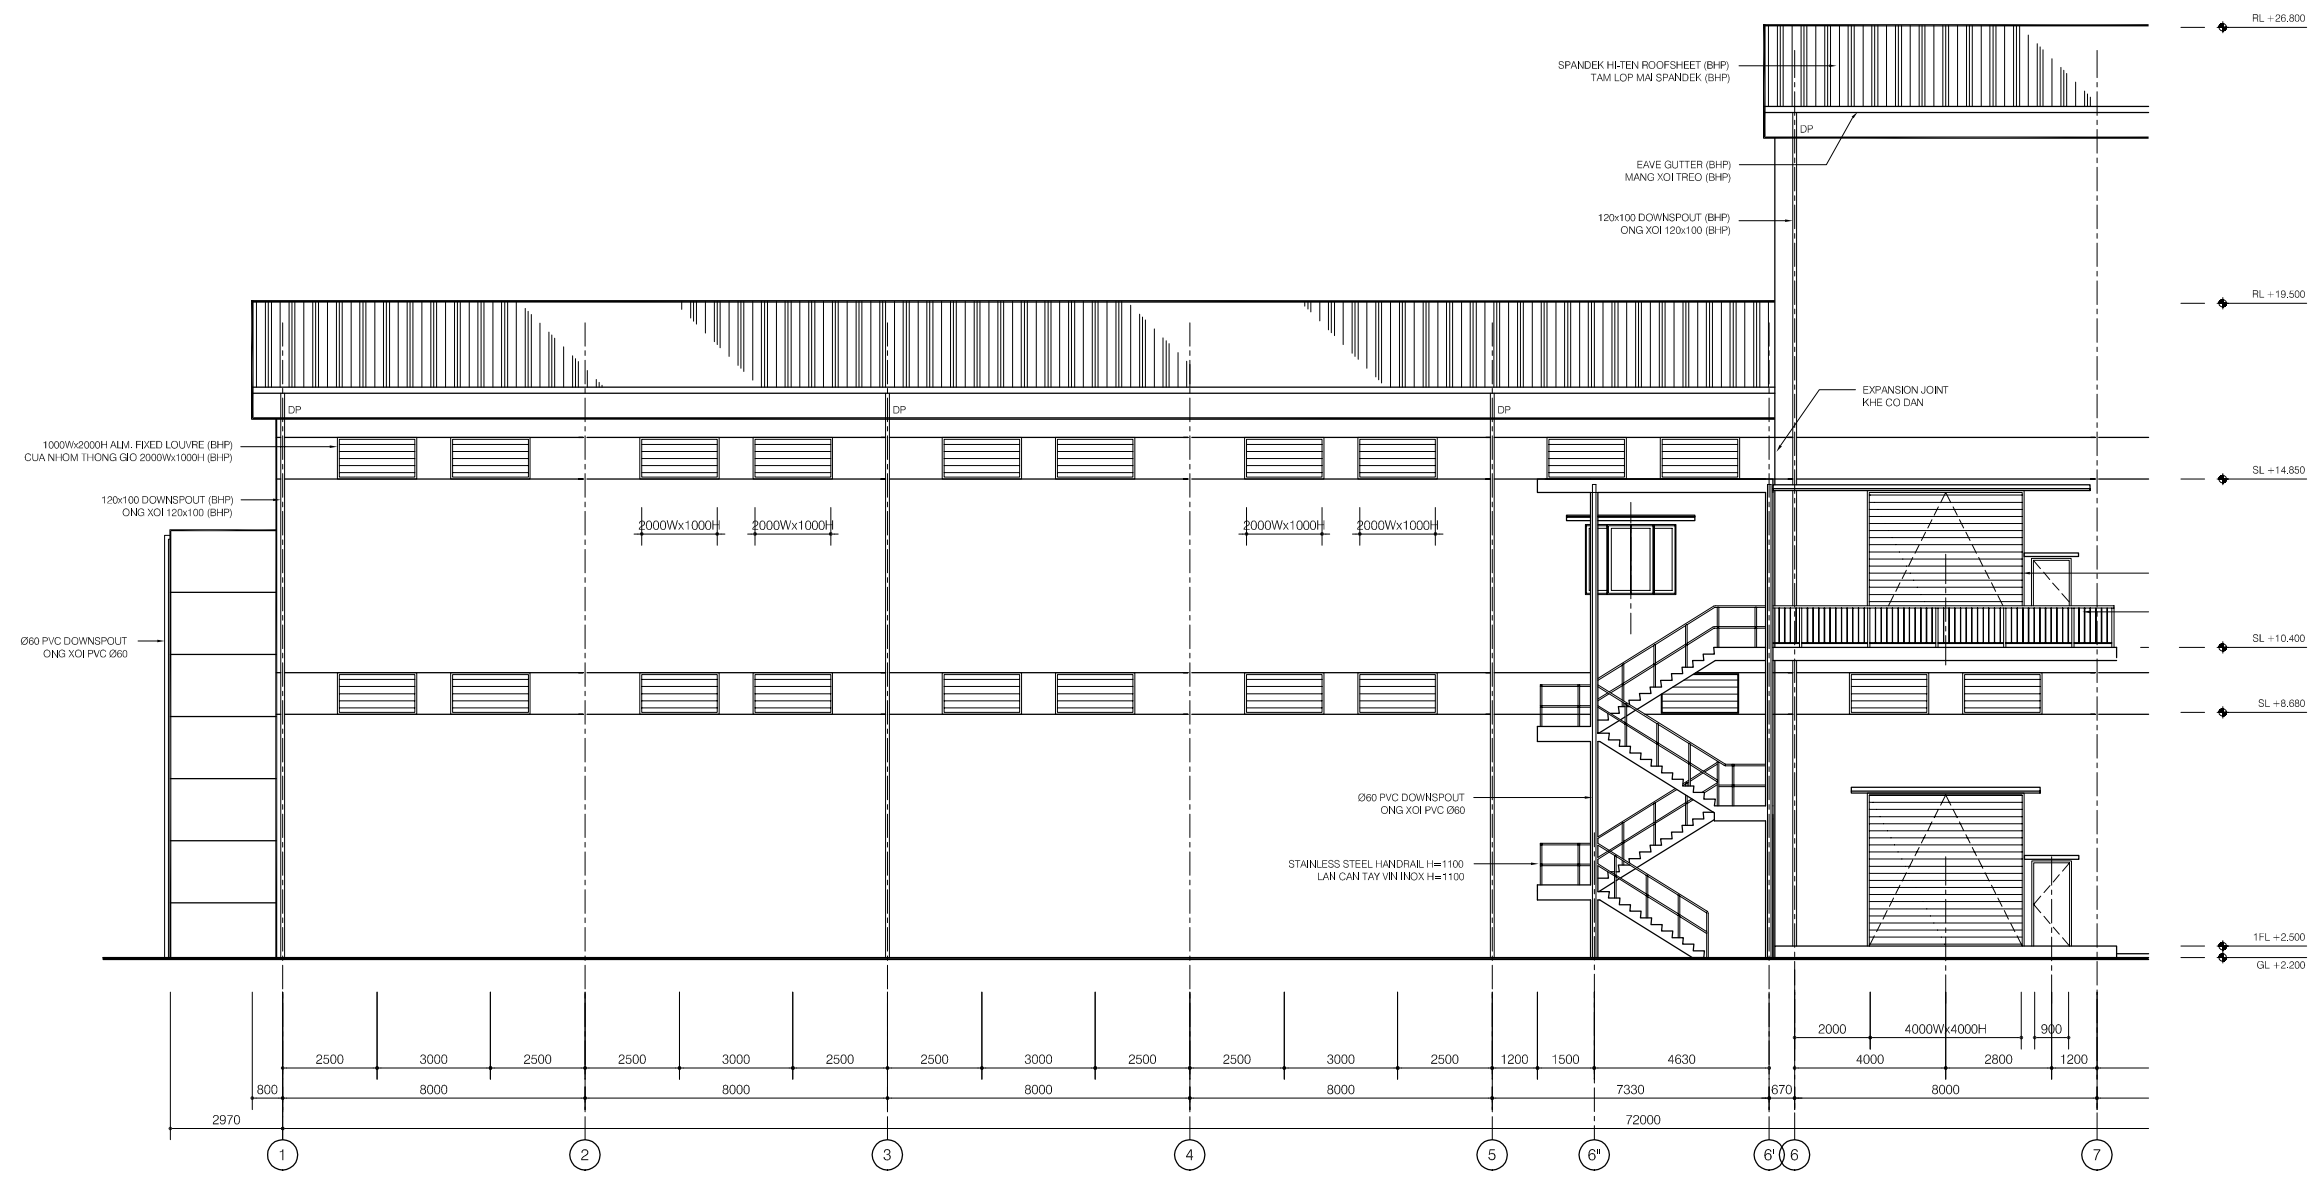 RL +26.800
SPANDEK HI-TEN ROOFSHEET (BHP)
TAM LOP MAI SPANDEK (BHP)
DP
EAVE GUTTER (BHP)
MANG XOI TREO (BHP)
120x100 DOWNSPOUT (BHP)
ONG XOI 120x100 (BHP)
RL +19.500
EXPANSION JOINT
KHE CO DAN
DP
DP
DP
1000Wx2000H ALM. FIXED LOUVRE (BHP)
CUA NHOM THONG GIO 2000Wx1000H (BHP)
SL +14.850
120x100 DOWNSPOUT (BHP)
ONG XOI 120x100 (BHP)
2000Wx1000H
2000Wx1000H
2000Wx1000H
2000Wx1000H
Ø60 PVC DOWNSPOUT
ONG XOI PVC Ø60
SL +10.400
SL +8.680
Ø60 PVC DOWNSPOUT
ONG XOI PVC Ø60
STAINLESS STEEL HANDRAIL H=1100
LAN CAN TAY VIN INOX H=1100
1FL +2.500
GL +2.200
2000
4000Wx4000H
900
2500
3000
2500
2500
3000
2500
2500
3000
2500
2500
3000
2500
1200
1500
4630
4000
2800
1200
800
8000
8000
8000
8000
7330
670
8000
2970
72000
1
2
3
4
5
6"
6'
6
7